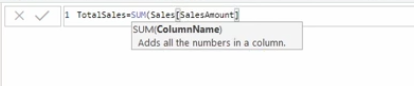 1 TotalSales=SUM(Sales[SalesAmount]
SUM(ColumnName)
Adds all the numbers in a column.